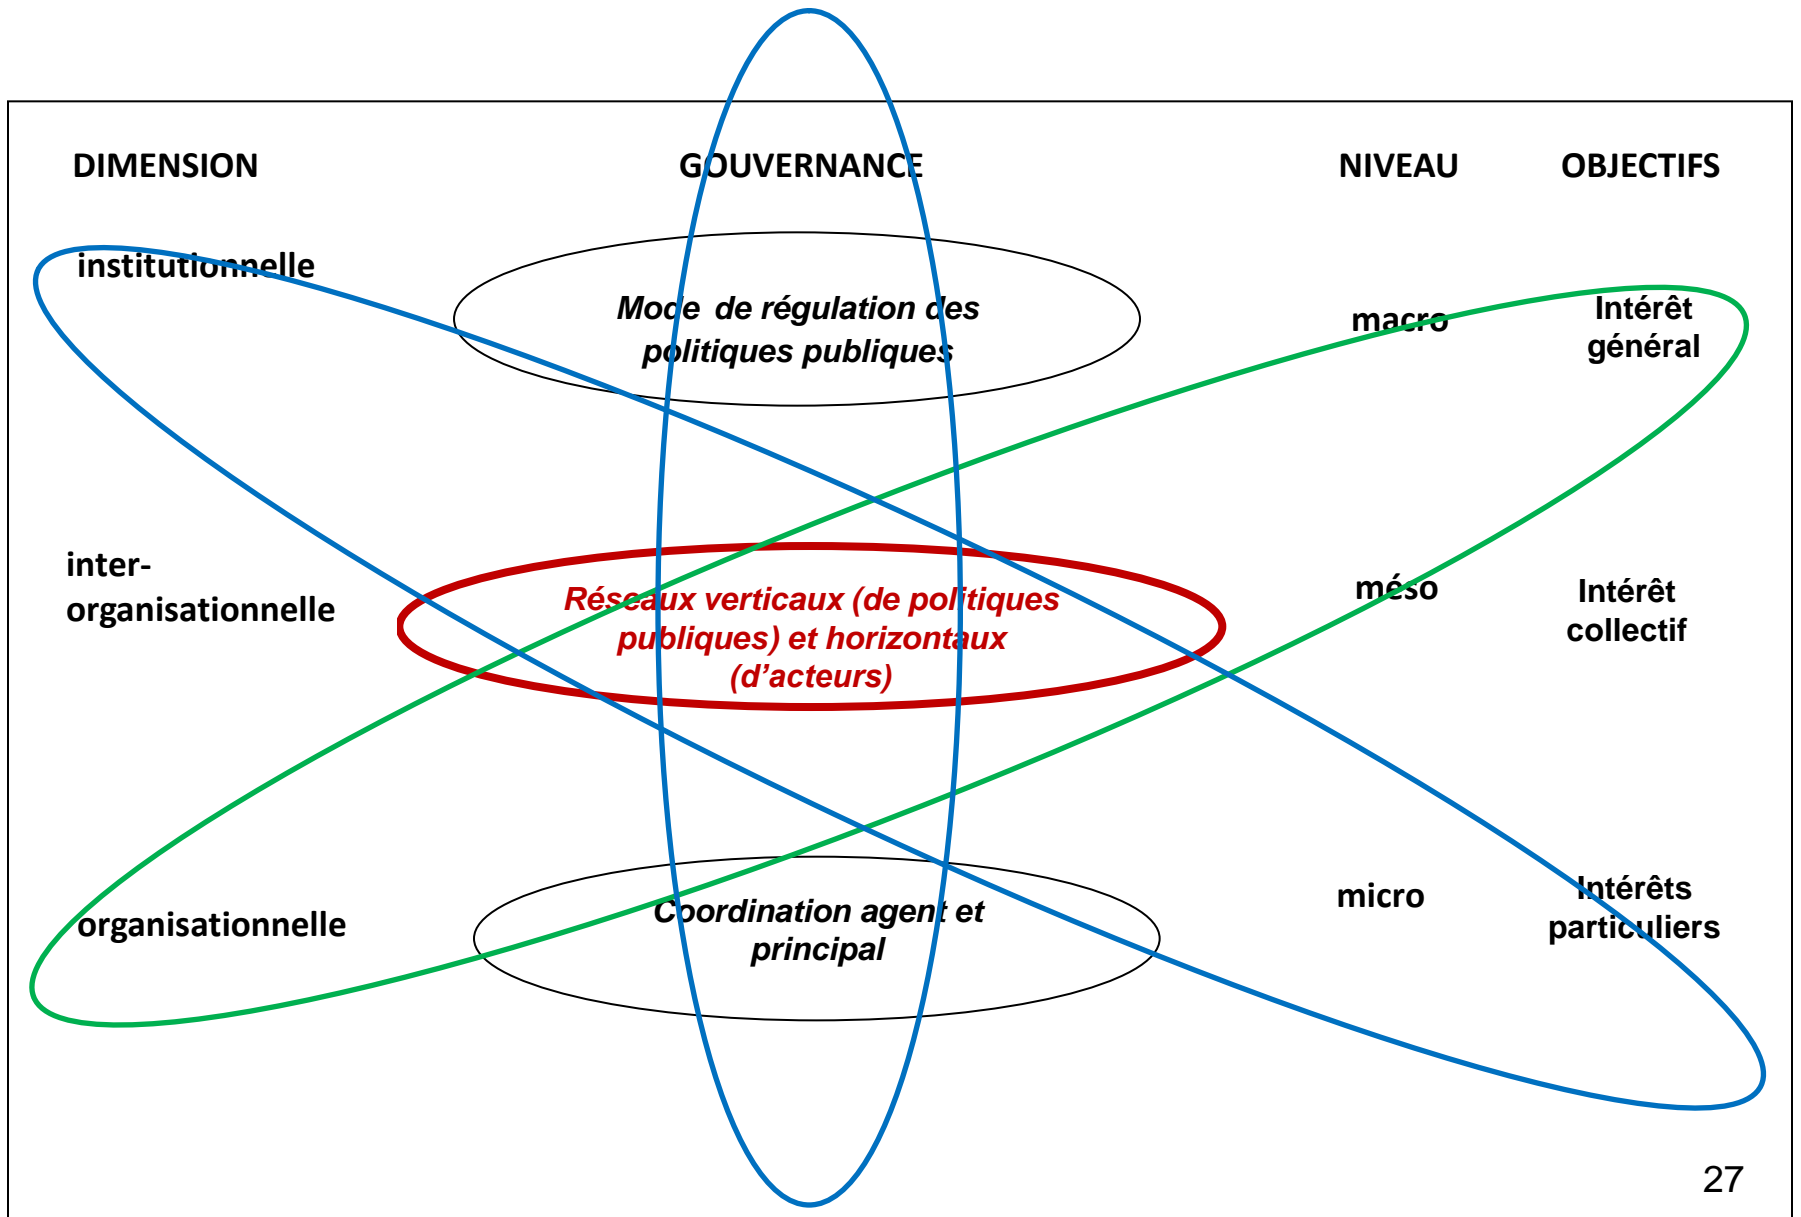 DIMENSION
GOUVERNANCE
NIVEAU
OBJECTIFS
institutionnelle
Mode de régulation des
politiques publiques
macro
Intérêt
général
inter-
organisationnelle
Réseaux verticaux (de politiques
publiques) et horizontaux
(d’acteurs)
méso
Intérêt
collectif
organisationnelle
Coordination agent et
principal
micro
Intérêts
particuliers
27